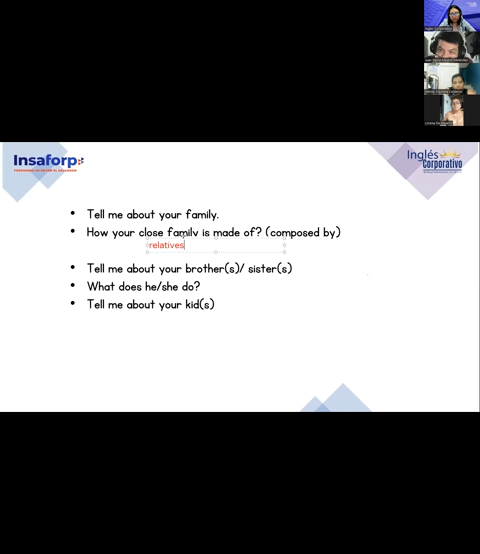 Insaforp
Inglés
Corporativo
• Tell me about your family.
• How your close family is made of? (composed by)
relatives
• Tell me about your brother(s)/ sister(s)
• What does he/she do?
• Tell me about your kid(s)